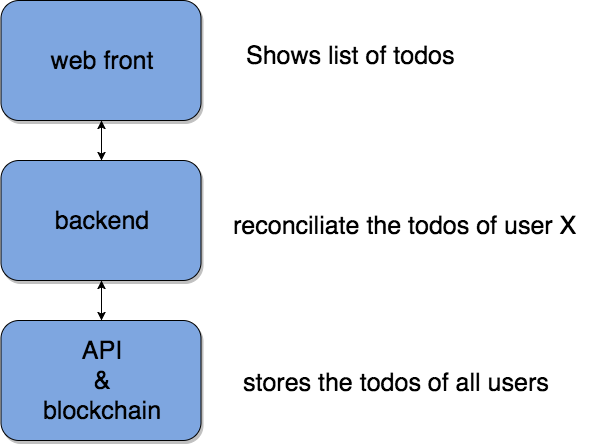 web front
Shows list of todos
backend
reconciliate the todos of user X
API
&
blockchain
stores the todos of all users